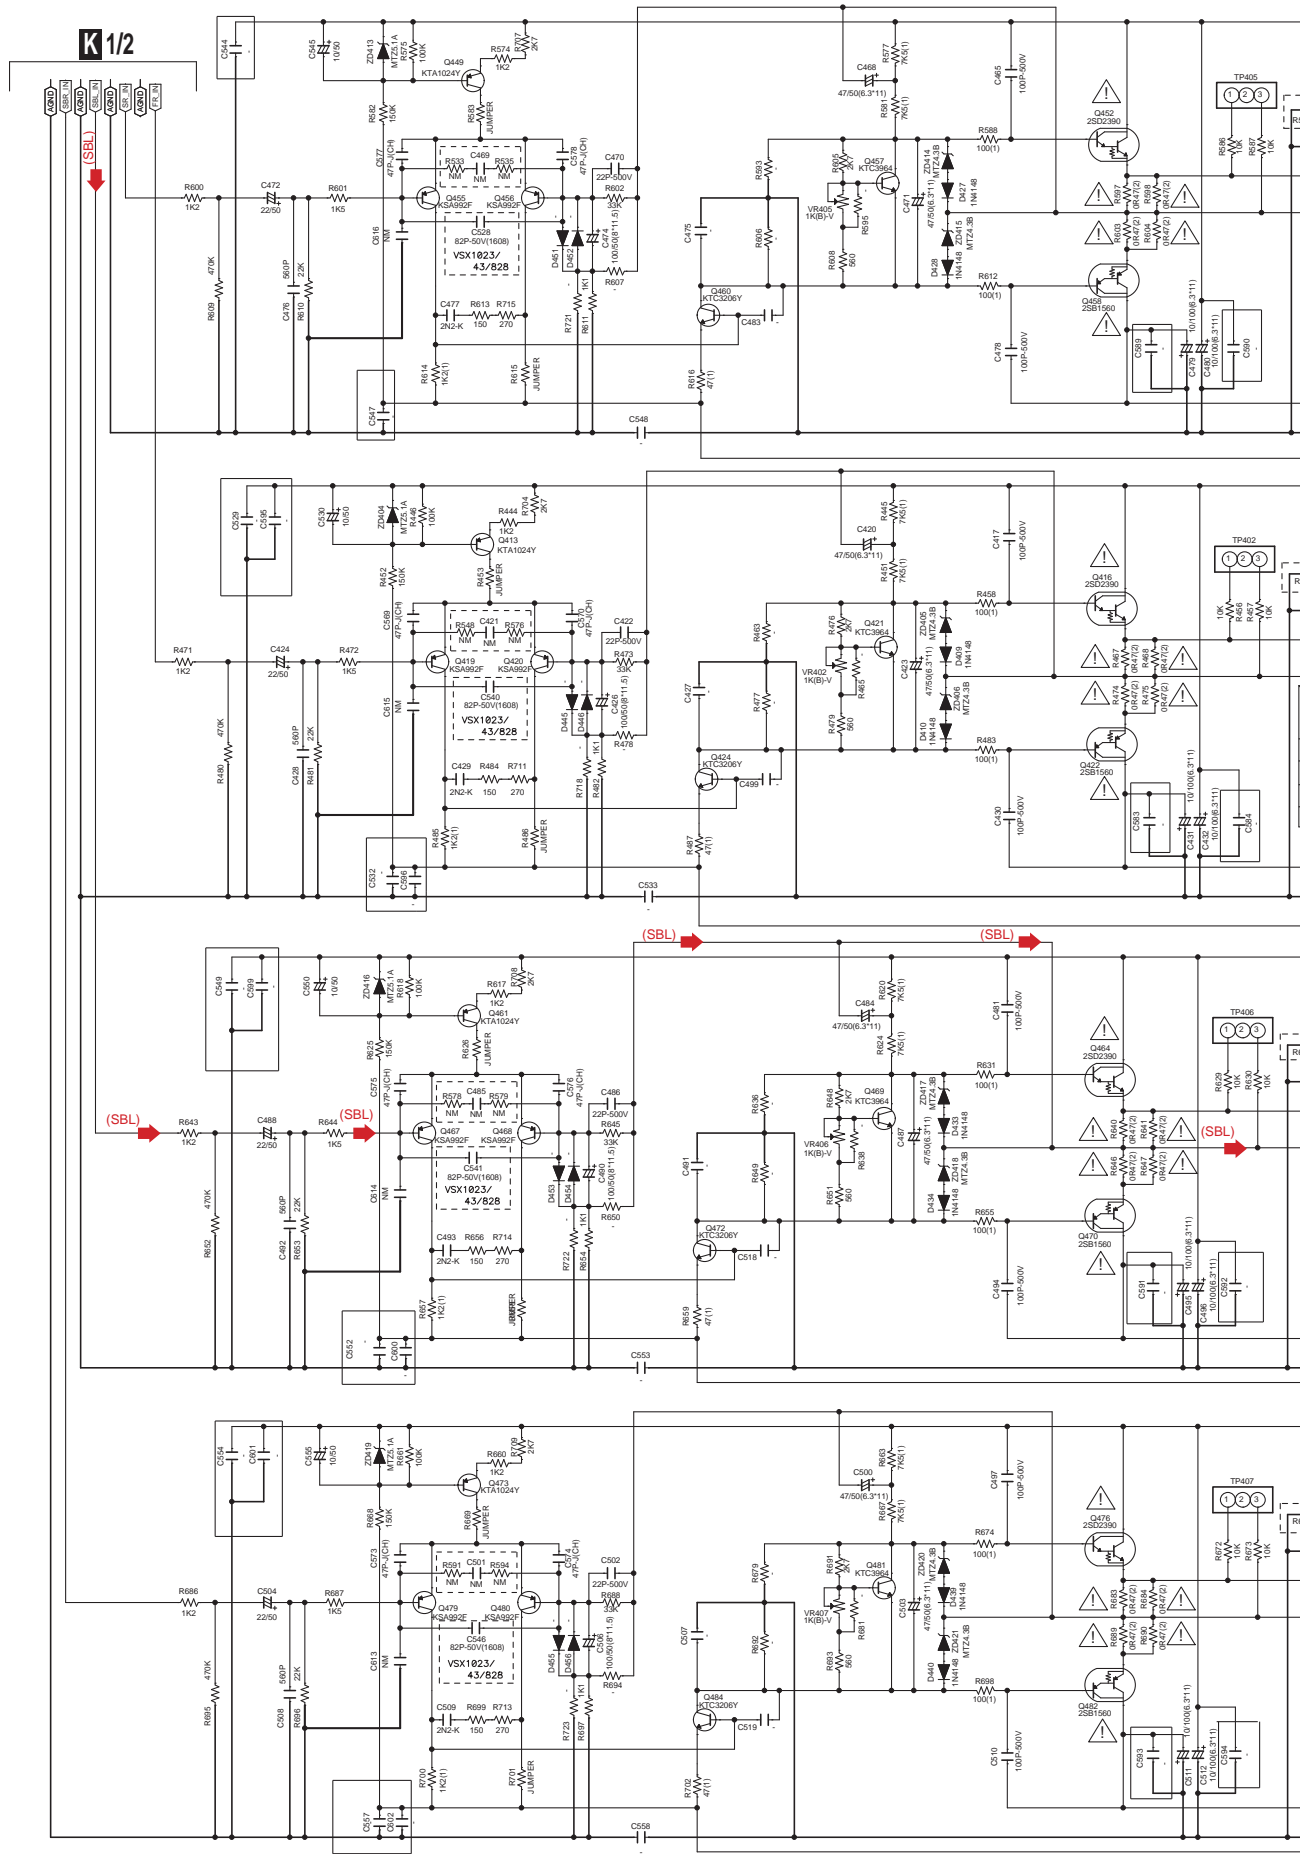 K 1/2
AGND
SBR_IN
AGND
SBL_IN
AGND
SR_IN
AGND
FR_IN
(SBL)
C544
C545
10/50
ZD413
MTZ5.1A
R575
100K
Q449
KTA1024Y
R574
1K2
R707
2K7
R582
150K
R583
JUMPER
C577
47P-J(CH)
R533
NM
C469
NM
R535
NM
C578
47P-J(CH)
C470
22P-500V
R602
33K
Q455
KSA992F
Q456
KSA992F
C528
82P-50V(1608)
VSX1023/
43/828
R600
1K2
C472
22/50
R601
1K5
C616
NM
470K
R609
560P
C476
22K
R610
D451
D452
C474
100/50(8*11.5)
R607
C477
2N2-K
R613
150
R715
270
R721
1K1
R611
R614
1K2(1)
R615
JUMPER
C547
C548
C468
47/50(6.3*11)
R577
7K5(1)
R581
7K5(1)
C465
100P-500V
R593
R605
2K7
Q457
KTC3964
VR405
1K(B)-V
R595
R608
560
C471
47/50(6.3*11)
ZD414
MTZ4.3B
D427
1N4148
ZD415
MTZ4.3B
D428
1N4148
R588
100(1)
R612
100(1)
C475
R606
Q460
KTC3206Y
C483
R616
47(1)
C478
100P-500V
Q452
2SD2390
Q458
2SB1560
R597
0R47(2)
R598
0R47(2)
R603
0R47(2)
R604
0R47(2)
TP405
1 2 3
R586
10K
R587
10K
C589
C479
10/100(6.3*11)
C480
10/100(6.3*11)
C590
C529
C595
C530
10/50
ZD404
MTZ5.1A
R446
100K
Q413
KTA1024Y
R444
1K2
R704
2K7
R452
150K
R453
JUMPER
C569
47P-J(CH)
R548
NM
C421
NM
R576
NM
C570
47P-J(CH)
C422
22P-500V
R473
33K
Q419
KSA992F
Q420
KSA992F
C540
82P-50V(1608)
VSX1023/
43/828
R471
1K2
C424
22/50
R472
1K5
C615
NM
470K
R480
560P
C428
22K
R481
D445
D446
C426
100/50(8*11.5)
R478
C429
2N2-K
R484
150
R711
270
R718
1K1
R482
R485
1K2(1)
R486
JUMPER
C532
C596
C533
C420
47/50(6.3*11)
R445
7K5(1)
R451
7K5(1)
C417
100P-500V
R463
R476
2K7
Q421
KTC3964
VR402
1K(B)-V
R465
R479
560
C423
47/50(6.3*11)
ZD405
MTZ4.3B
D409
1N4148
ZD406
MTZ4.3B
D410
1N4148
R458
100(1)
R483
100(1)
C427
R477
Q424
KTC3206Y
C499
R487
47(1)
C430
100P-500V
Q416
2SD2390
Q422
2SB1560
R467
0R47(2)
R468
0R47(2)
R474
0R47(2)
R475
0R47(2)
TP402
1 2 3
10K
R456
R457
10K
C583
C431
10/100(6.3*11)
C432
10/100(6.3*11)
C584
(SBL)
(SBL)
C549
C599
C550
10/50
ZD416
MTZ5.1A
R618
100K
Q461
KTA1024Y
R617
1K2
R708
2K7
R625
150K
R626
JUMPER
C575
47P-J(CH)
R578
NM
C485
NM
R579
NM
C576
47P-J(CH)
C486
22P-500V
R645
33K
Q467
KSA992F
Q468
KSA992F
C541
82P-50V(1608)
VSX1023/
43/828
(SBL)
R643
1K2
C488
22/50
R644
1K5
(SBL)
C614
NM
470K
R652
560P
C492
22K
R653
D453
D454
C490
100/50(8*11.5)
R650
C493
2N2-K
R656
150
R714
270
R722
1K1
R654
R657
1K2(1)
JUMPER
C552
C600
C553
C484
47/50(6.3*11)
R620
7K5(1)
R624
7K5(1)
C481
100P-500V
R636
R648
2K7
Q469
KTC3964
VR406
1K(B)-V
R638
R651
560
C487
47/50(6.3*11)
ZD417
MTZ4.3B
D433
1N4148
ZD418
MTZ4.3B
D434
1N4148
R631
100(1)
R655
100(1)
C491
R649
Q472
KTC3206Y
C518
R659
47(1)
C494
100P-500V
Q464
2SD2390
Q470
2SB1560
R640
0R47(2)
R641
0R47(2)
R646
0R47(2)
R647
0R47(2)
(SBL)
TP406
1 2 3
R629
10K
R630
10K
C591
C495
10/100(6.3*11)
C496
10/100(6.3*11)
C592
C554
C601
C555
10/50
ZD419
MTZ5.1A
R661
100K
Q473
KTA1024Y
R660
1K2
R709
2K7
R668
150K
R669
JUMPER
C573
47P-J(CH)
R591
NM
C501
NM
R594
NM
C574
47P-J(CH)
C502
22P-500V
R688
33K
Q479
KSA992F
Q480
KSA992F
C546
82P-50V(1608)
VSX1023/
43/828
R686
1K2
C504
22/50
R687
1K5
C613
NM
470K
R695
560P
C508
22K
R696
D455
D456
C506
100/50(8*11.5)
R694
C509
2N2-K
R699
150
R713
270
R723
1K1
R697
R700
1K2(1)
R701
JUMPER
C557
C602
C558
C500
47/50(6.3*11)
R663
7K5(1)
R667
7K5(1)
C497
100P-500V
R679
R691
2K7
Q481
KTC3964
VR407
1K(B)-V
R681
R693
560
C503
47/50(6.3*11)
ZD420
MTZ4.3B
D439
1N4148
ZD421
MTZ4.3B
D440
1N4148
R674
100(1)
R698
100(1)
C507
R692
Q484
KTC3206Y
C519
R702
47(1)
C510
100P-500V
Q476
2SD2390
Q482
2SB1560
R683
0R47(2)
R684
0R47(2)
R689
0R47(2)
R690
0R47(2)
TP407
1 2 3
R672
10K
R673
10K
C593
C511
10/100(6.3*11)
C512
10/100(6.3*11)
C594